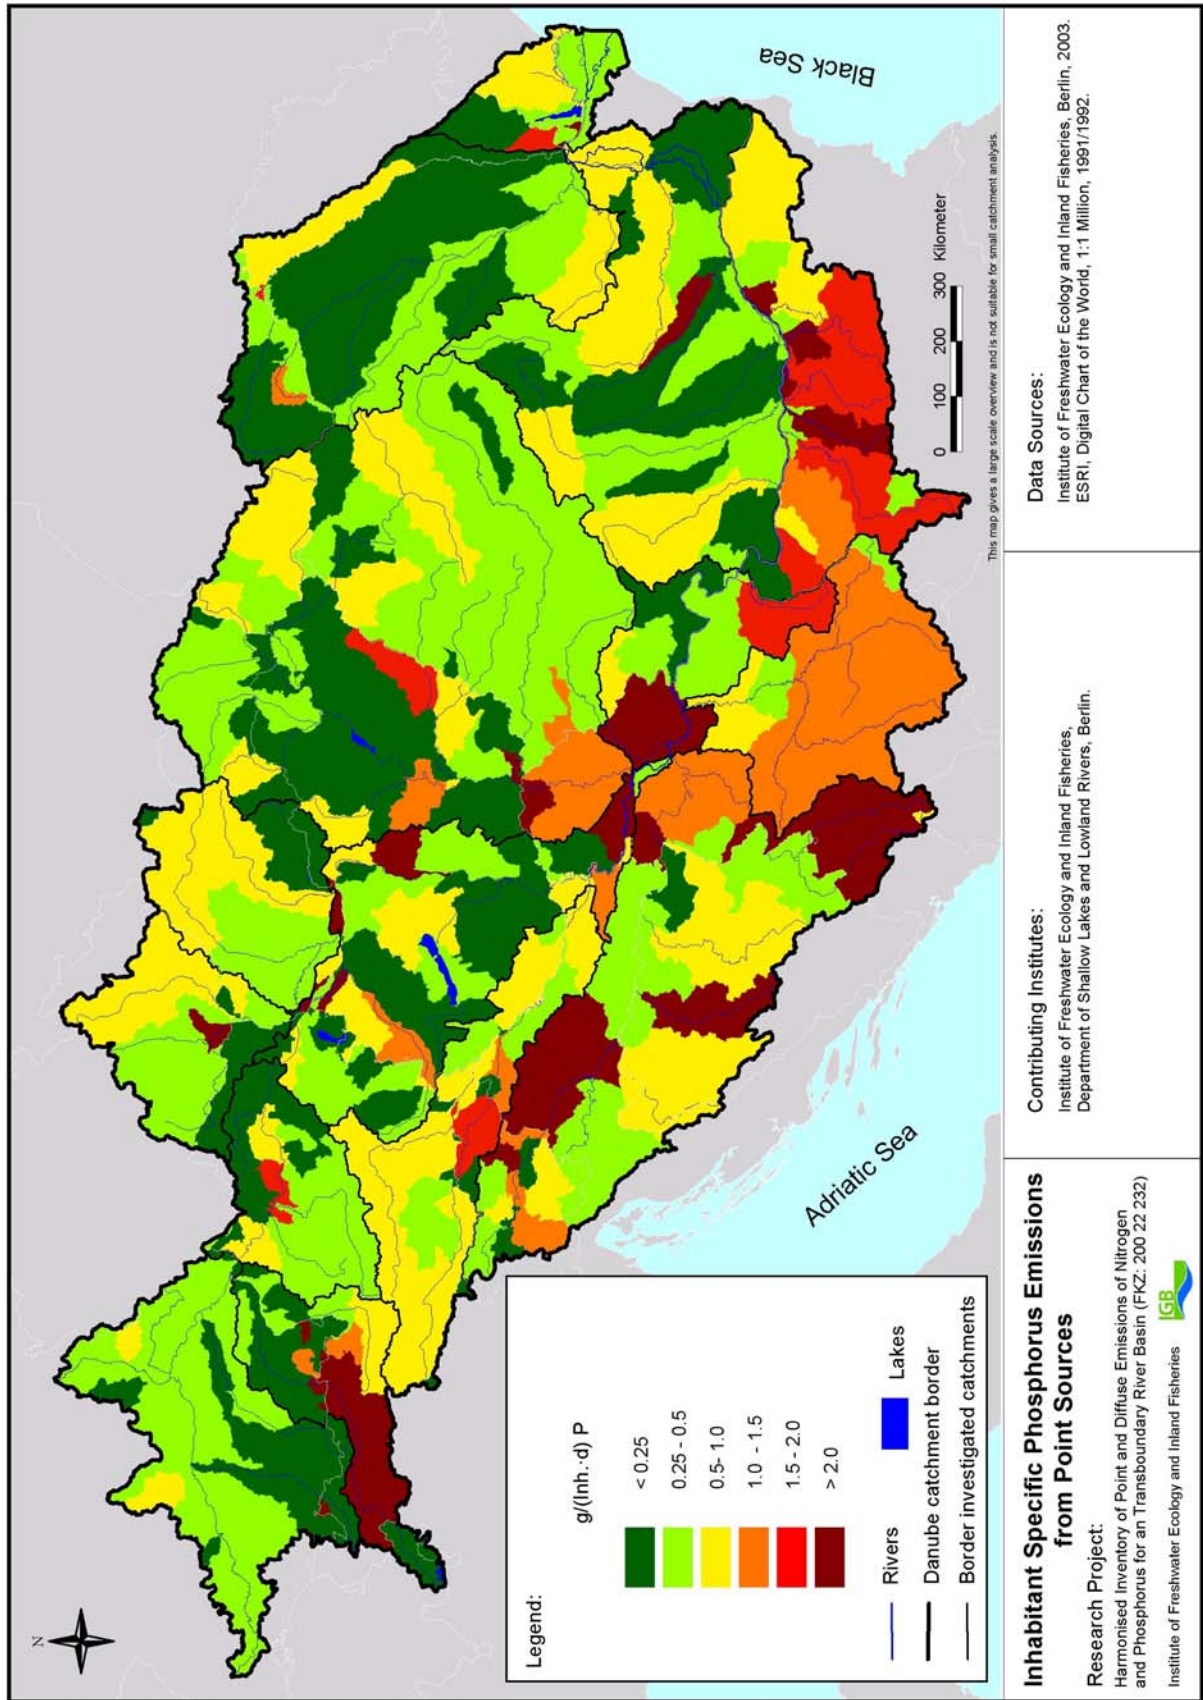 N
Black Sea
Adriatic Sea
Legend:
g/(Inh.·d) P
< 0.25
0.25 - 0.5
0.5- 1.0
1.0 - 1.5
1.5 - 2.0
> 2.0
Rivers
Lakes
Danube catchment border
Border investigated catchments
0 100 200 300 Kilometer
This map gives a large scale overview and is not suitable for small catchment analysis.
Inhabitant Specific Phosphorus Emissions
from Point Sources
Research Project:
Harmonised Inventory of Point and Diffuse Emissions of Nitrogen
and Phosphorus for an Transboundary River Basin (FKZ: 200 22 232)
Institute of Freshwater Ecology and Inland Fisheries
IGB
Contributing Institutes:
Institute of Freshwater Ecology and Inland Fisheries,
Department of Shallow Lakes and Lowland Rivers, Berlin.
Data Sources:
Institute of Freshwater Ecology and Inland Fisheries, Berlin, 2003.
ESRI, Digital Chart of the World, 1:1 Million, 1991/1992.